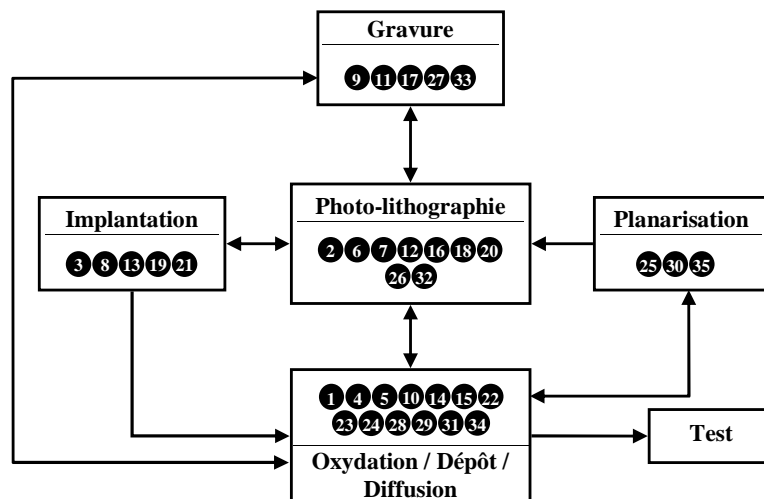 Gravure
9 11 17 27 33
Implantation
3 8 13 19 21
Photo-lithographie
2 6 7 12 16 18 20
26 32
Planarisation
25 30 35
1 4 5 10 14 15 22
23 24 28 29 31 34
Oxydation / Dépôt /
Diffusion
Test